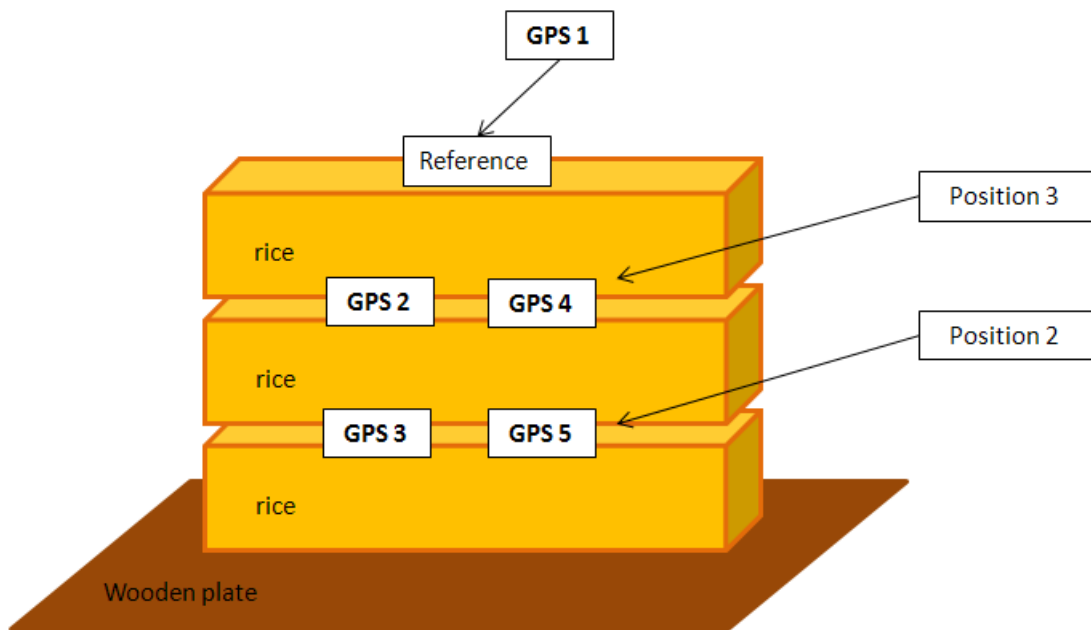 GPS 1
Reference
Position 3
rice
GPS 2
GPS 4
Position 2
rice
GPS 3
GPS 5
rice
Wooden plate